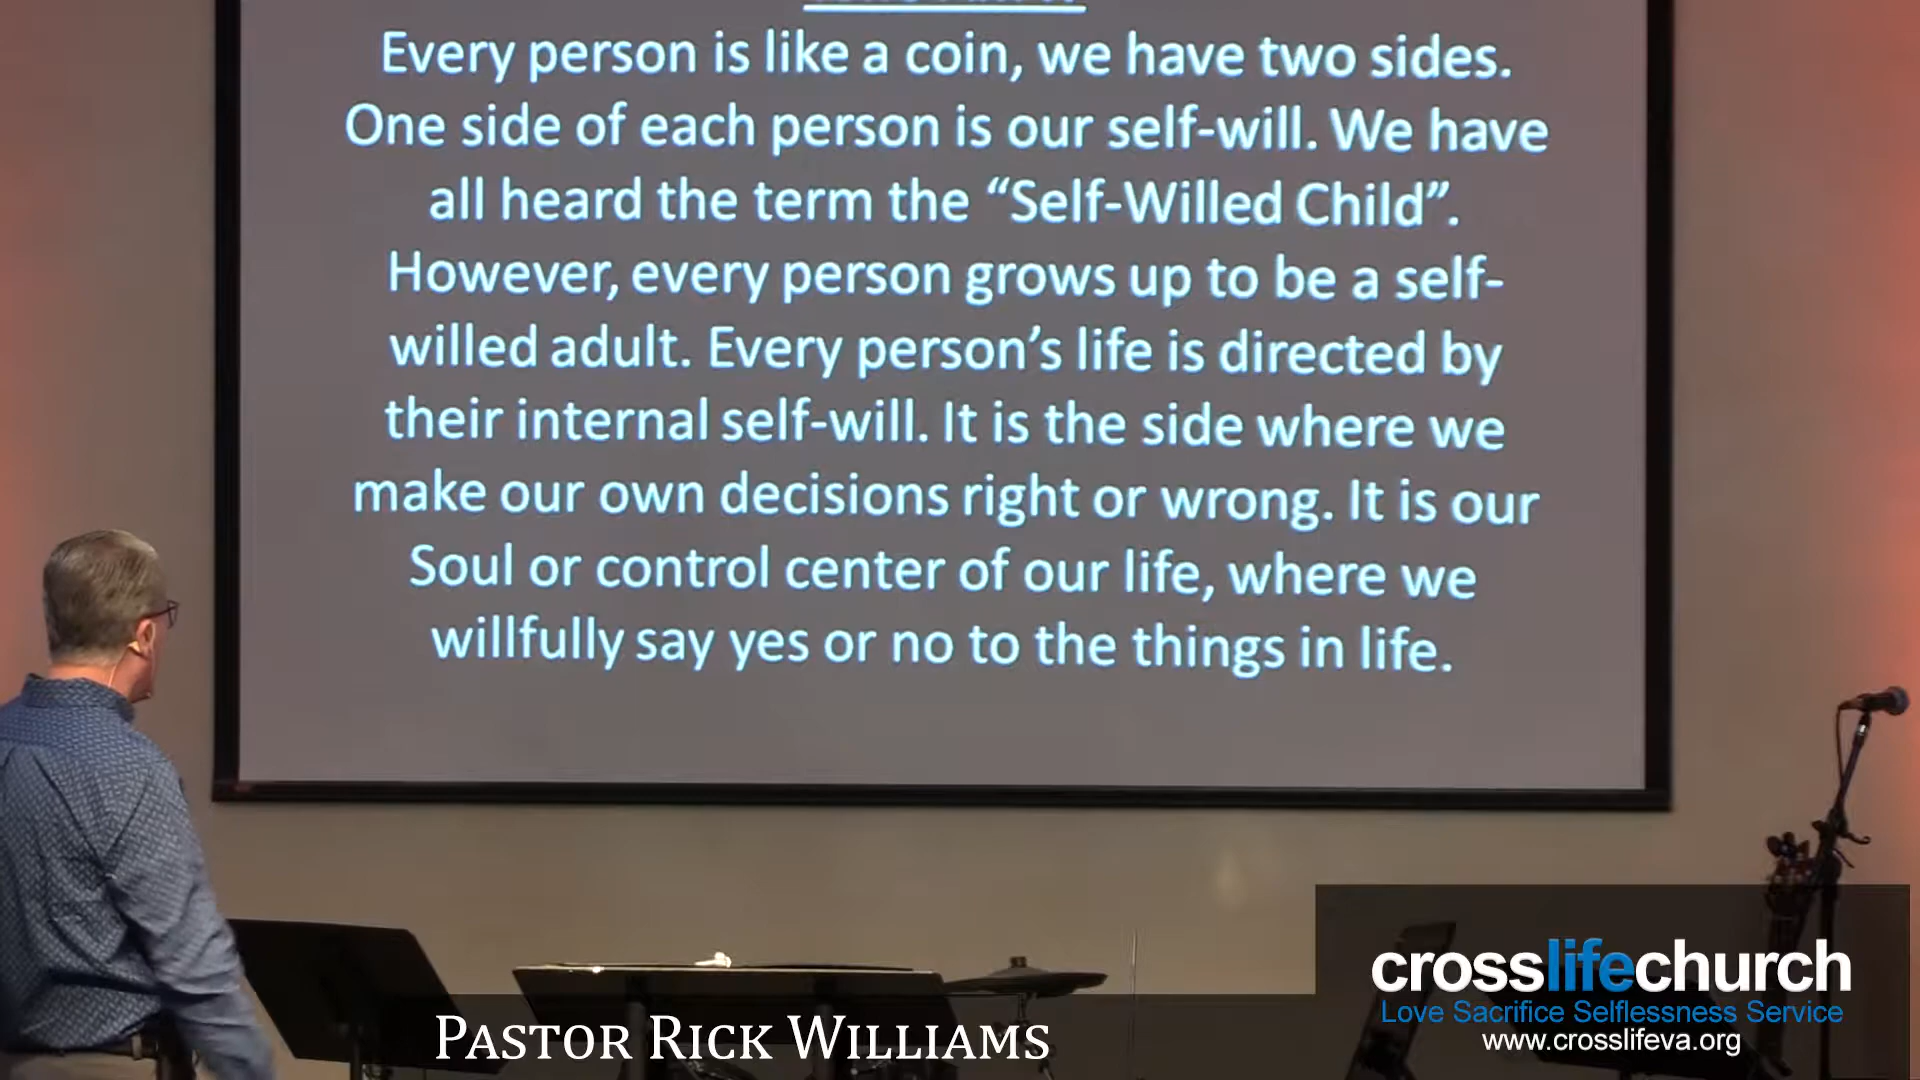 Every person is like a coin, we have two sides.
One side of each person is our self-will. We have
all heard the term the “Self-Willed Child”.
However, every person grows up to be a self-
willed adult. Every person’s life is directed by
their internal self-will. It is the side where we
make our own decisions right or wrong. It is our
Soul or control center of our life, where we
willfully say yes or no to the things in life.
PASTOR RICK WILLIAMS
crosslifechurch
Love Sacrifice Selflessness Service
www.crosslifeva.org